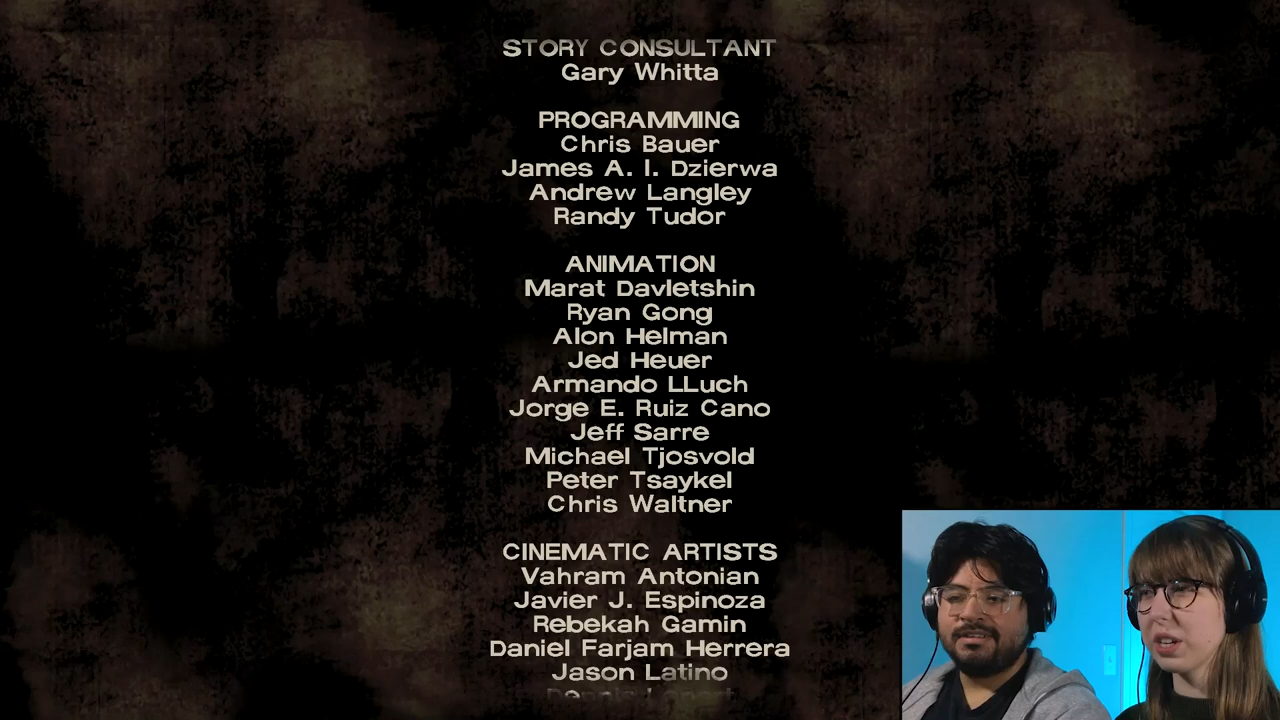 STORY CONSULTANT
Gary Whitta
PROGRAMMING
Chris Bauer
James A. I. Dzierwa
Andrew Langley
Randy Tudor
ANIMATION
Marat Davletshin
Ryan Gong
Alon Helman
Jed Heuer
Armando LLuch
Jorge E. Ruiz Cano
Jeff Sarre
Michael Tjosvold
Peter Tsaykel
Chris Waltner
CINEMATIC ARTISTS
Vahram Antonian
Javier J. Espinoza
Rebekah Gamin
Daniel Farjam Herrera
Jason Latino